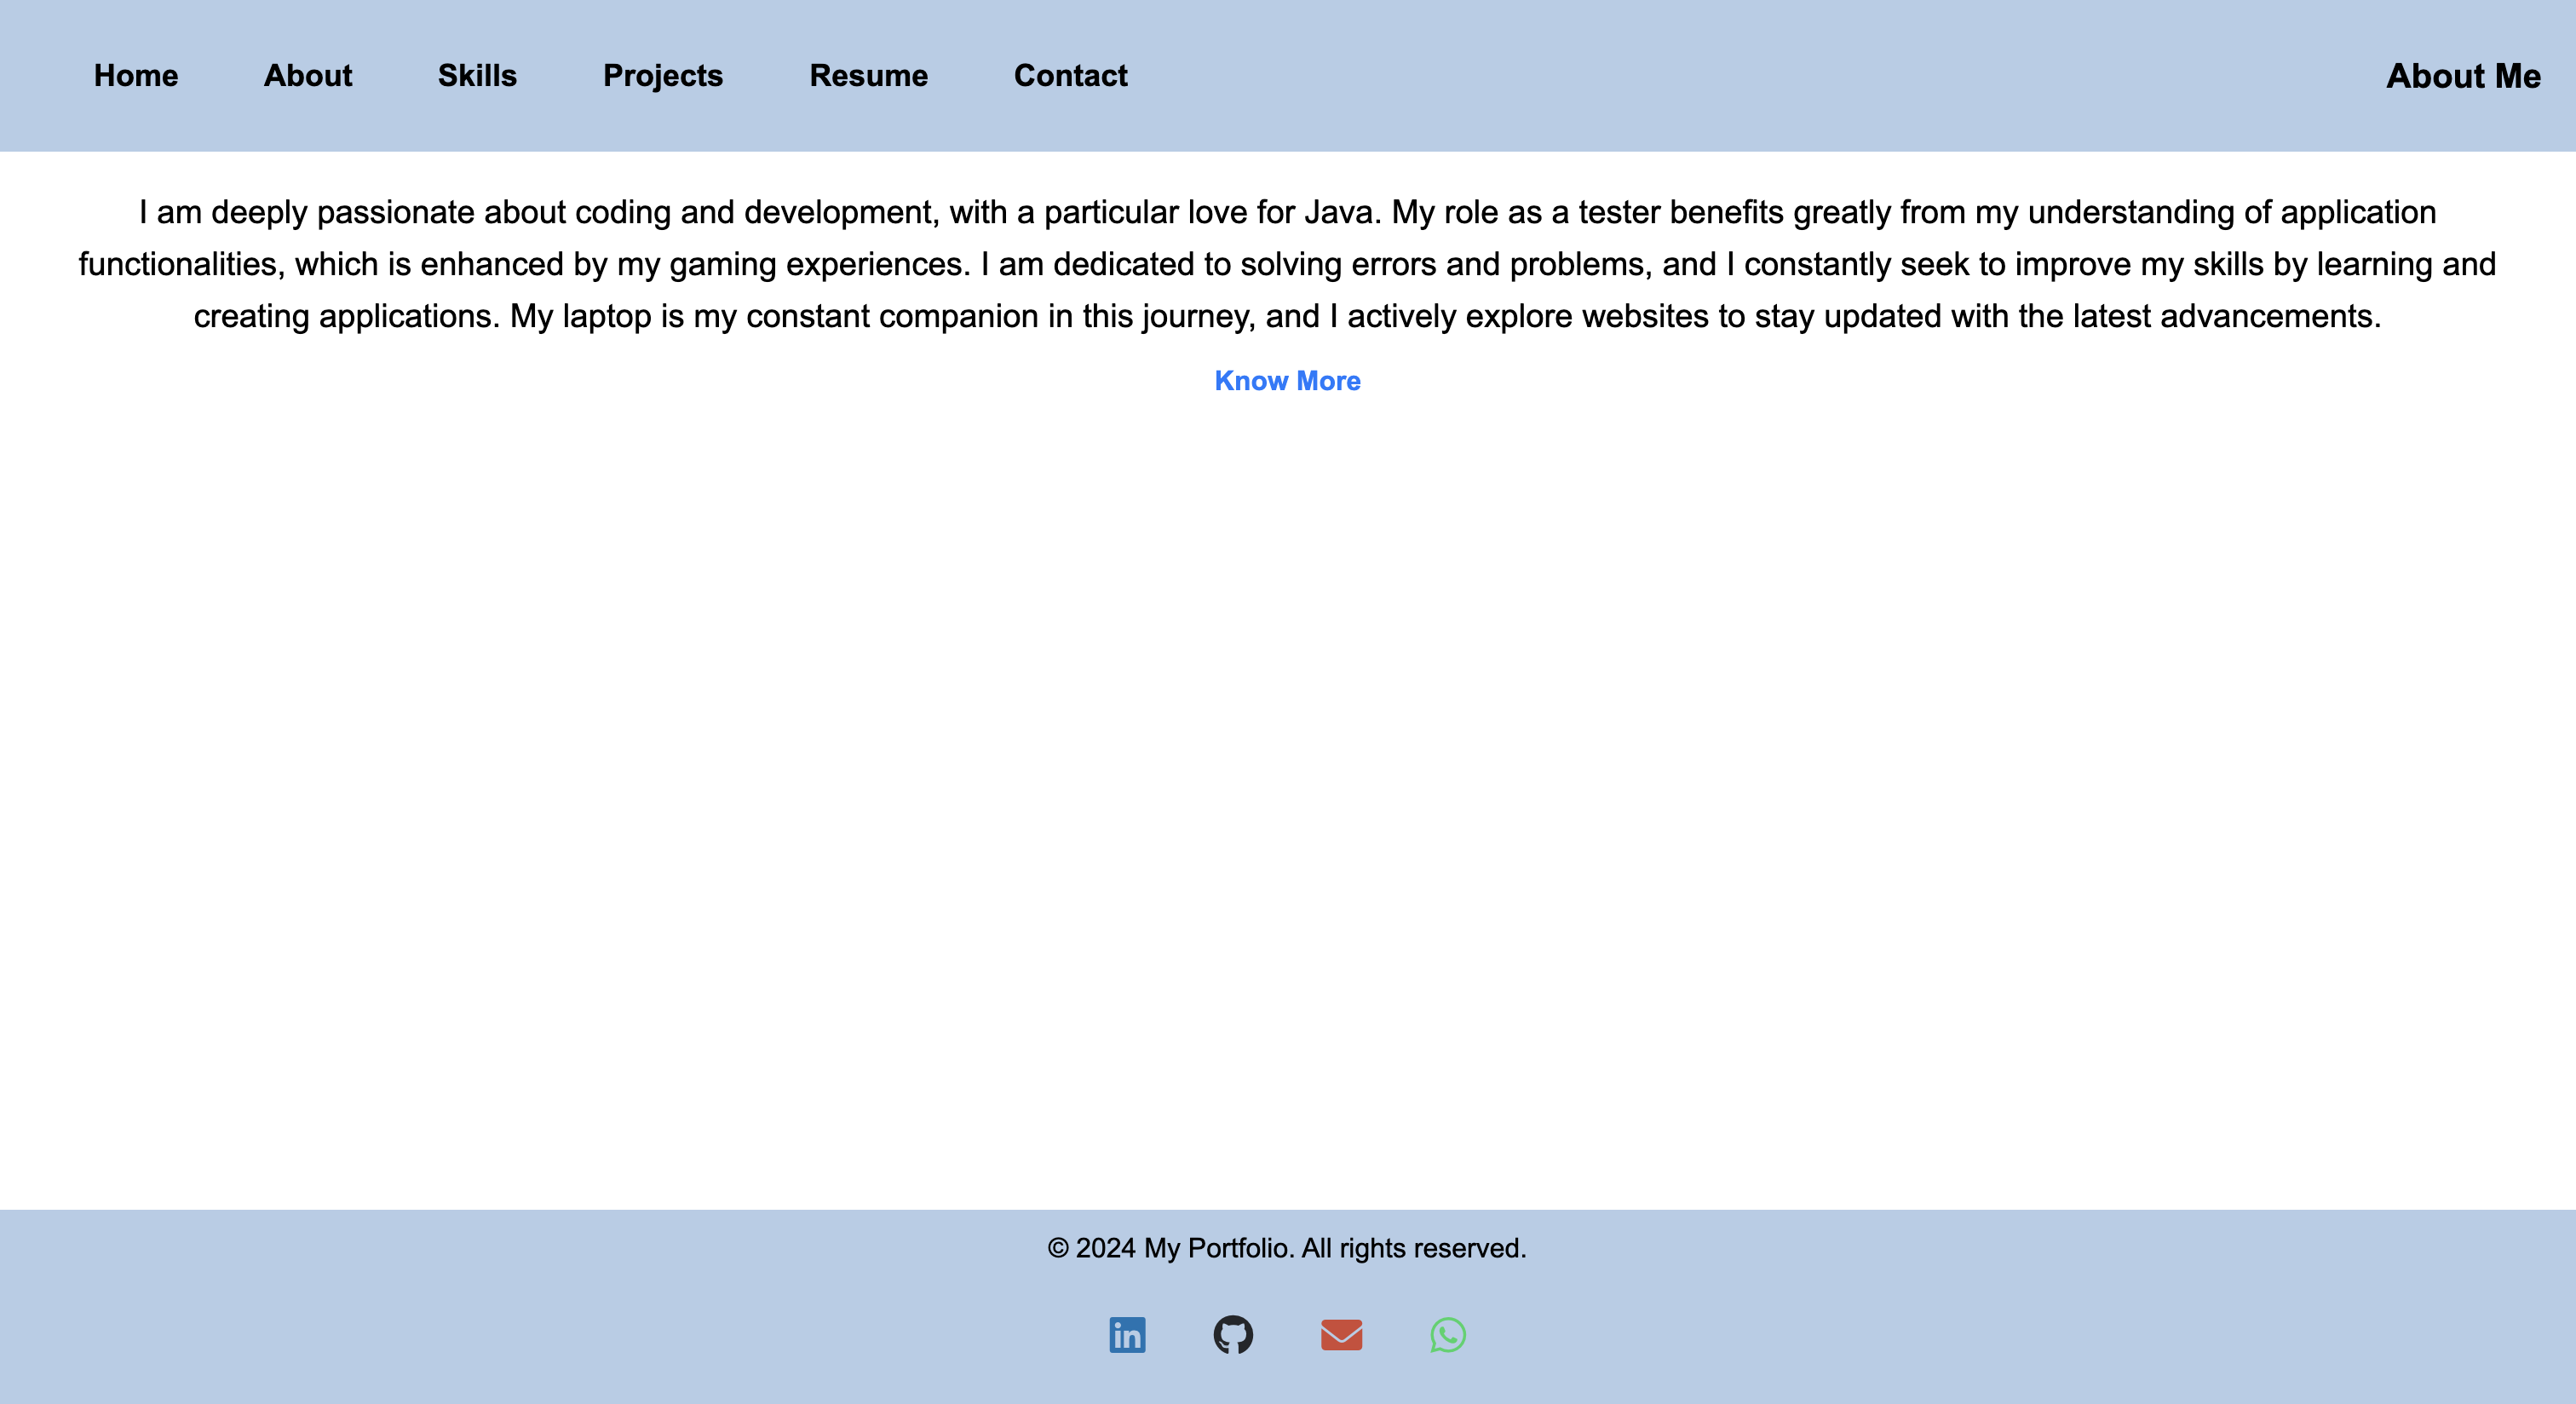 Home About Skills Projects Resume Contact About Me
I am deeply passionate about coding and development, with a particular love for Java. My role as a tester benefits greatly from my understanding of application
functionalities, which is enhanced by my gaming experiences. I am dedicated to solving errors and problems, and I constantly seek to improve my skills by learning and
creating applications. My laptop is my constant companion in this journey, and I actively explore websites to stay updated with the latest advancements.
Know More
© 2024 My Portfolio. All rights reserved.
in